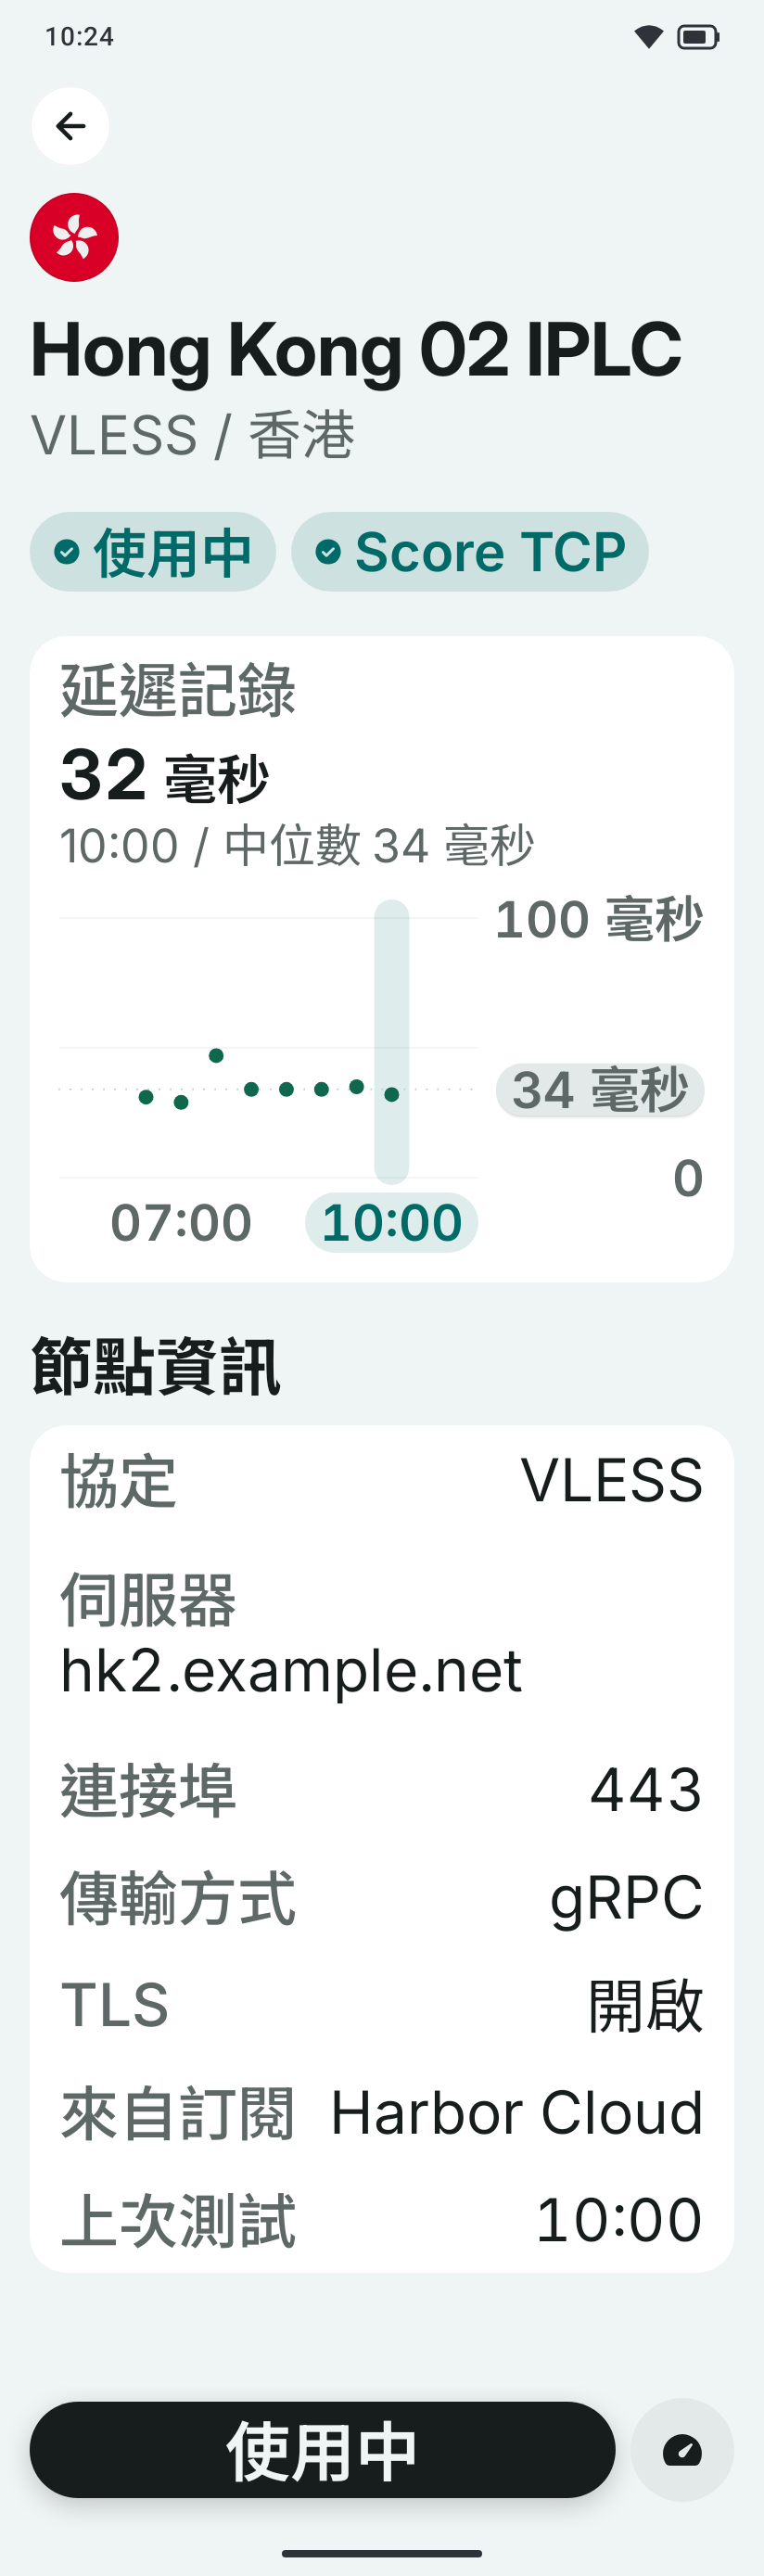 10:24
Hong Kong 02 IPLC
VLESS / 香港
使用中
Score TCP
延遲記錄
32 毫秒
10:00 / 中位數 34 毫秒
100 毫秒
34 毫秒
0
07:00
10:00
節點資訊
協定 VLESS
伺服器
hk2.example.net
連接埠 443
傳輸方式 gRPC
TLS 開啟
來自訂閱 Harbor Cloud
上次測試 10:00
使用中